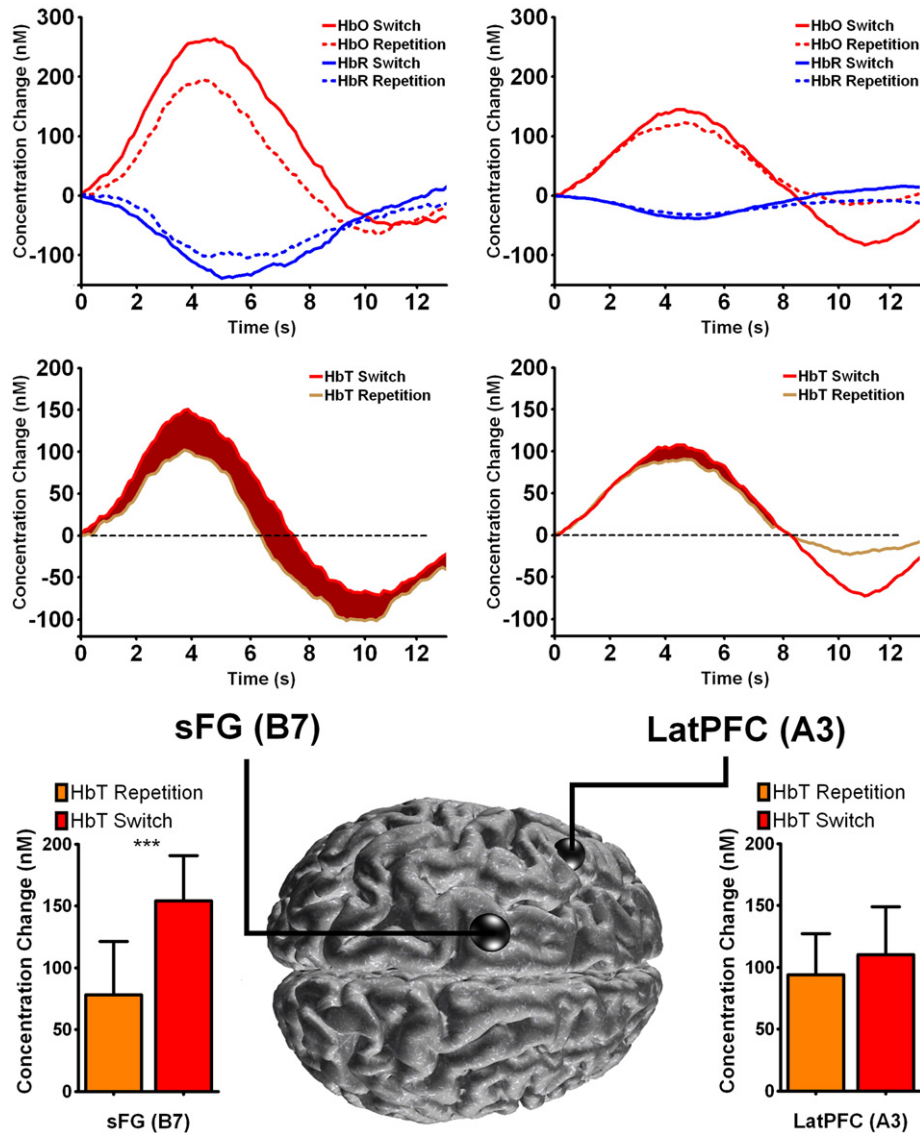 HbO Switch
HbO Repetition
HbR Switch
HbR Repetition
Concentration Change (nM)
300
200
100
0
-100
0 2 4 6 8 10 12
Time (s)
HbO Switch
HbO Repetition
HbR Switch
HbR Repetition
Concentration Change (nM)
300
200
100
0
-100
0 2 4 6 8 10 12
Time (s)
HbT Switch
HbT Repetition
Concentration Change (nM)
200
150
100
50
0
-50
-100
0 2 4 6 8 10 12
Time (s)
HbT Switch
HbT Repetition
Concentration Change (nM)
200
150
100
50
0
-50
-100
0 2 4 6 8 10 12
Time (s)
sFG (B7)
LatPFC (A3)
HbT Repetition
HbT Switch
***
Concentration Change (nM)
200
150
100
50
0
sFG (B7)
HbT Repetition
HbT Switch
Concentration Change (nM)
200
150
100
50
0
LatPFC (A3)